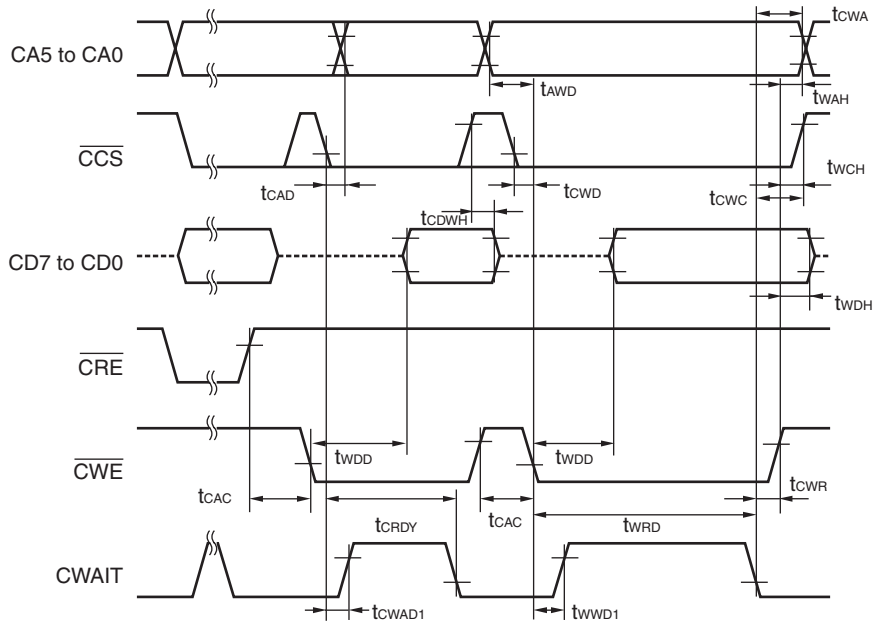 tCWA
CA5 to CA0
tAWD
tWAH
CCS
tWCH
tCAD
tCWD
tCWC
tCDWH
CD7 to CD0
tWDH
CRE
tWDD
tWDD
CWE
tCWR
tCAC
tCRDY
tCAC
tWRD
CWAIT
tCWAD1
tWWD1